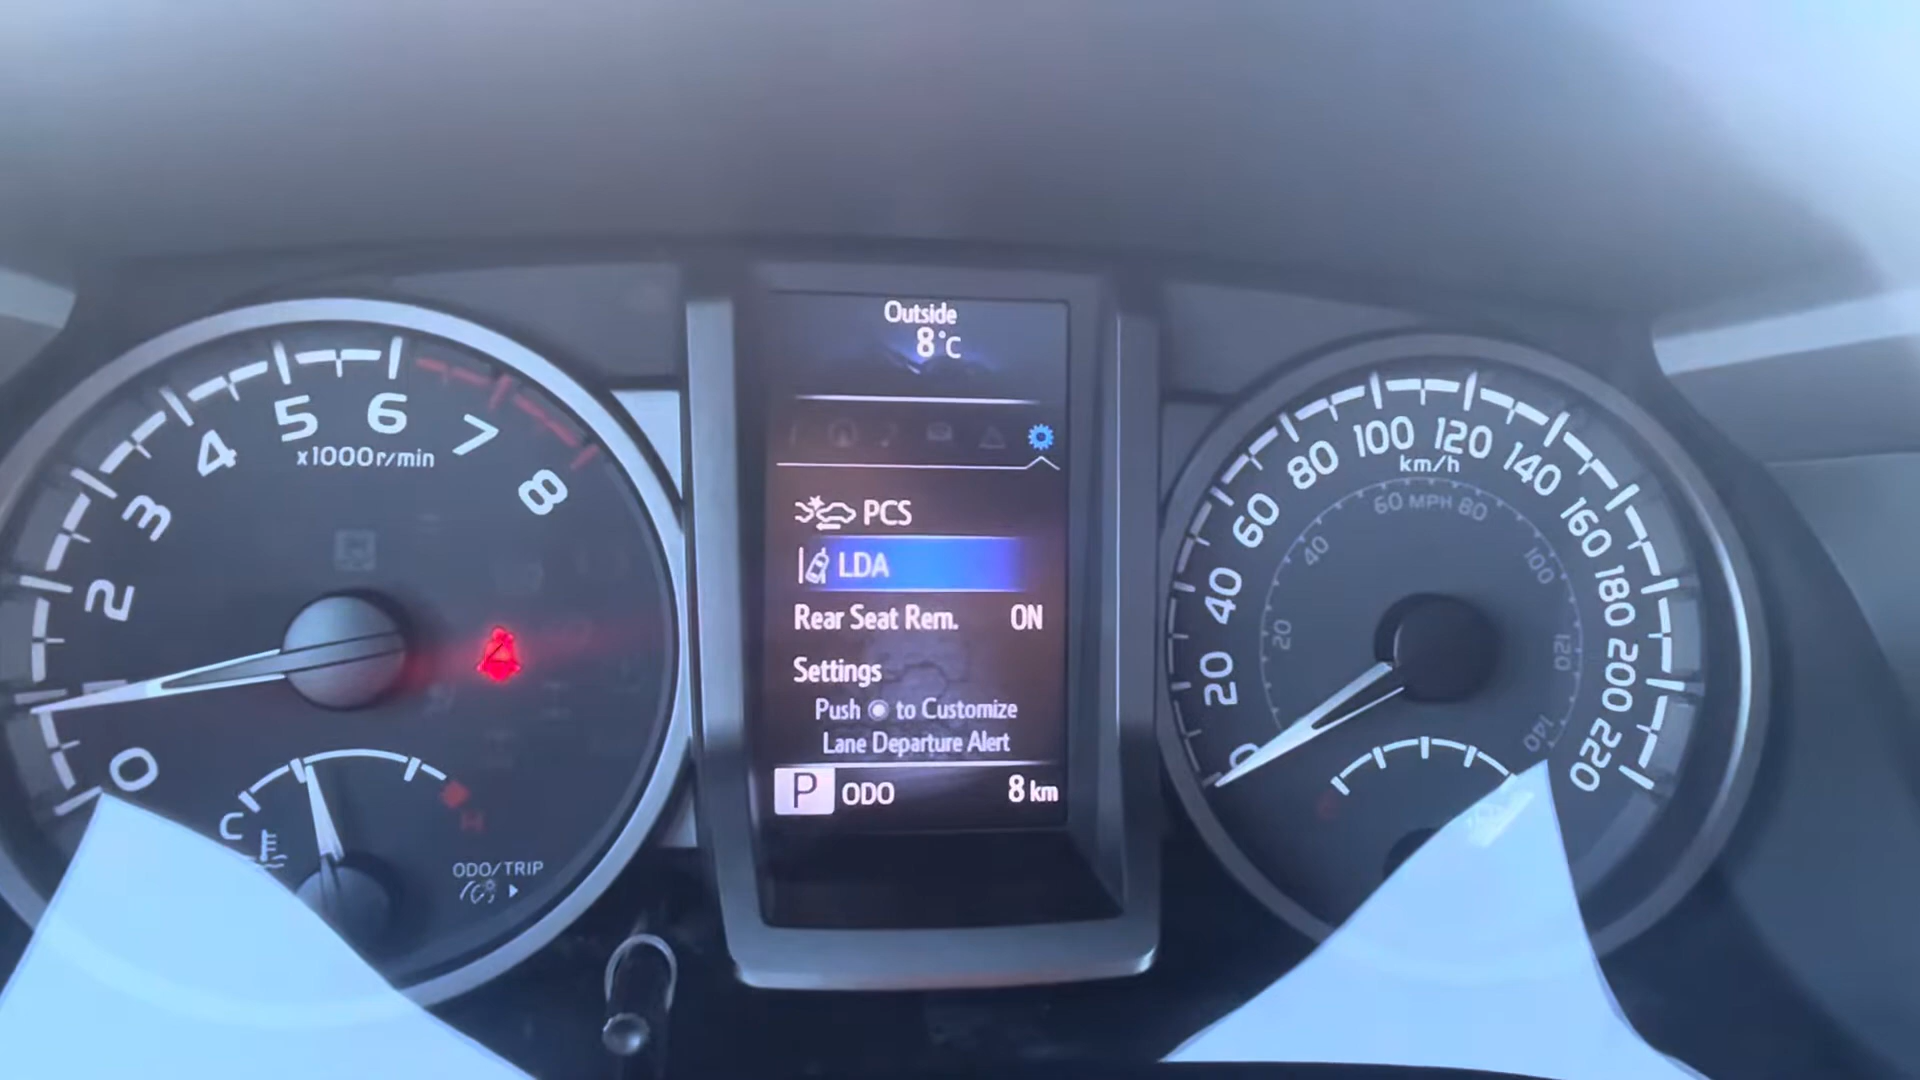 Outside
8°C
PCS
LDA
Rear Seat Rem. ON
Settings
Push to Customize
Lane Departure Alert
P ODO 8 km
0
2
3
4
5
6
7
8
x1000r/min
C
H
ODO/TRIP
0
20
40
60
80
100
120
140
160
180
200
220
km/h
20
40
60 MPH 80
100
120
140